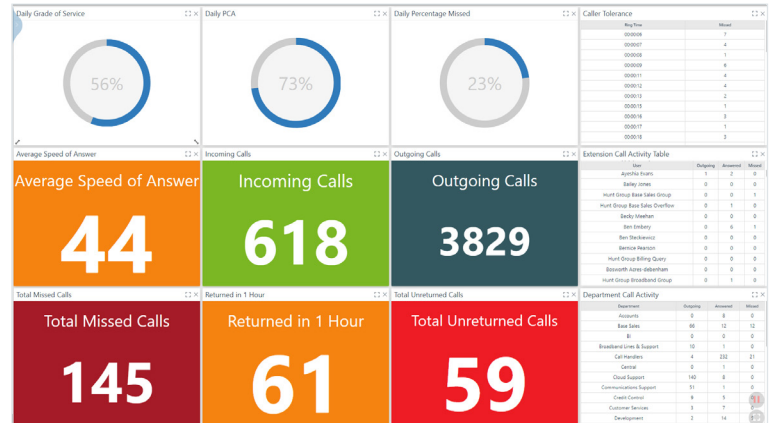 Daily Grade of Service
56%
Daily PCA
73%
Daily Percentage Missed
23%
Caller Tolerance
Ring Time Missed
00:00:06 7
00:00:07 4
00:00:08 1
00:00:09 6
00:00:11 4
00:00:12 4
00:00:13 2
00:00:15 1
00:00:16 3
00:00:17 1
00:00:18 3
Average Speed of Answer
Average Speed of Answer
44
Incoming Calls
Incoming Calls
618
Outgoing Calls
Outgoing Calls
3829
Extension Call Activity Table
User Outgoing Answered Missed
Ayeshia Evans 1 2 0
Bailey Jones 0 0 0
Hunt Group Base Sales Group 0 0 1
Hunt Group Base Sales Overflow 0 1 0
Becky Meehan 0 0 0
Ben Embery 0 6 1
Ben Steckiewicz 0 0 0
Bernice Pearson 0 0 0
Hunt Group Billing Query 0 0 0
Bosworth Acres-debenham 0 0 0
Hunt Group Broadband Group 0 1 0
Total Missed Calls
Total Missed Calls
145
Returned in 1 Hour
Returned in 1 Hour
61
Total Unreturned Calls
Total Unreturned Calls
59
Department Call Activity
Department Outgoing Answered Missed
Accounts 0 8 0
Base Sales 66 12 12
BI 0 0 0
Broadband Lines & Support 10 1 0
Call Handlers 4 232 21
Central 0 1 0
Cloud Support 140 6 0
Communications Support 51 1 0
Credit Control 9 5
Customer Services 5 7
Development 2 14